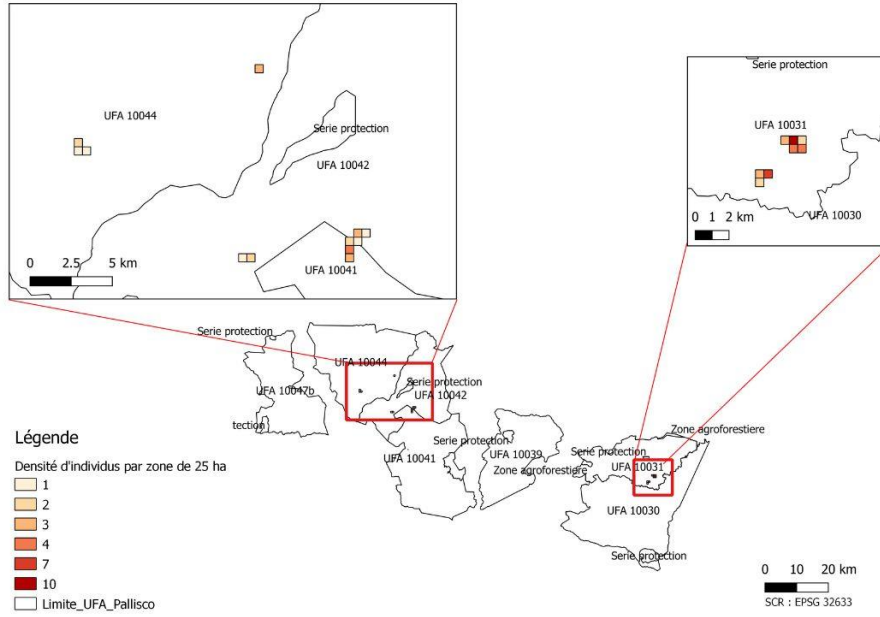 UFA 10044
Serie protection
UFA 10042
UFA 10041
0 2.5 5 km
Serie protection
UFA 10031
0 1 2 km
UFA 10030
Serie protection
UFA 10044
UFA 10047b
Serie protection
UFA 10042
tection
UFA 10041
Serie protection
UFA 10039
Zone agroforestiere
Zone agroforestiere
Serie protection
UFA 10031
UFA 10030
Serie protection
Légende
Densité d'individus par zone de 25 ha
1
2
3
4
7
10
Limite_UFA_Pallisco
0 10 20 km
SCR : EPSG 32633